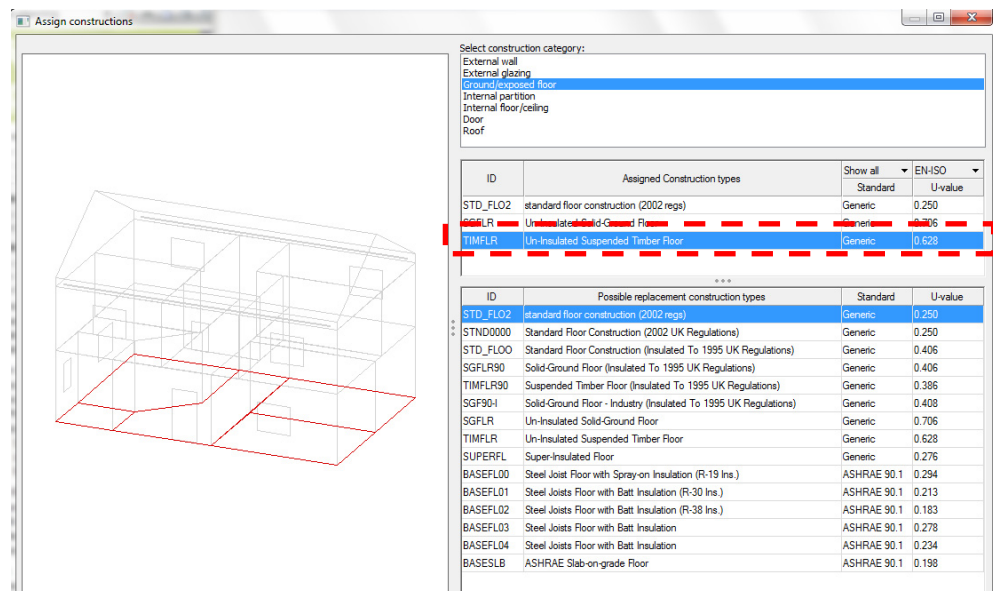 Assign constructions
Select construction category:
External wall
External glazing
Ground/exposed floor
Internal partition
Internal floor/ceiling
Door
Roof
ID Assigned Construction types Show all EN-ISO
Standard U-value
STD_FLO2 standard floor construction (2002 regs) Generic 0.250
SGFLR Un-Insulated Solid-Ground Floor Generic 0.706
TIMFLR Un-Insulated Suspended Timber Floor Generic 0.628
ID Possible replacement construction types Standard U-value
STD_FLO2 standard floor construction (2002 regs) Generic 0.250
STND0000 Standard Floor Construction (2002 UK Regulations) Generic 0.250
STD_FLOO Standard Floor Construction (Insulated To 1995 UK Regulations) Generic 0.406
SGFLR90 Solid-Ground Floor (Insulated To 1995 UK Regulations) Generic 0.406
TIMFLR90 Suspended Timber Floor (Insulated To 1995 UK Regulations) Generic 0.386
SGF90-I Solid-Ground Floor - Industry (Insulated To 1995 UK Regulations) Generic 0.408
SGFLR Un-Insulated Solid-Ground Floor Generic 0.706
TIMFLR Un-Insulated Suspended Timber Floor Generic 0.628
SUPERFL Super-Insulated Floor Generic 0.276
BASEFL00 Steel Joist Floor with Spray-on Insulation (R-19 Ins.) ASHRAE 90.1 0.294
BASEFL01 Steel Joists Floor with Batt Insulation (R-30 Ins.) ASHRAE 90.1 0.213
BASEFL02 Steel Joists Floor with Batt Insulation (R-38 Ins.) ASHRAE 90.1 0.183
BASEFL03 Steel Joists Floor with Batt Insulation ASHRAE 90.1 0.278
BASEFL04 Steel Joists Floor with Batt Insulation ASHRAE 90.1 0.234
BASESLB ASHRAE Slab-on-grade Floor ASHRAE 90.1 0.198